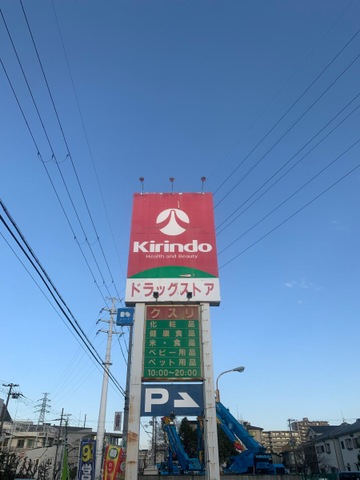 Kirindo
Health and Beauty
ドラッグストア
クスリ
化粧品
健康食品
米・食品
ベビー用品
ペット用品
10:00~20:00
P